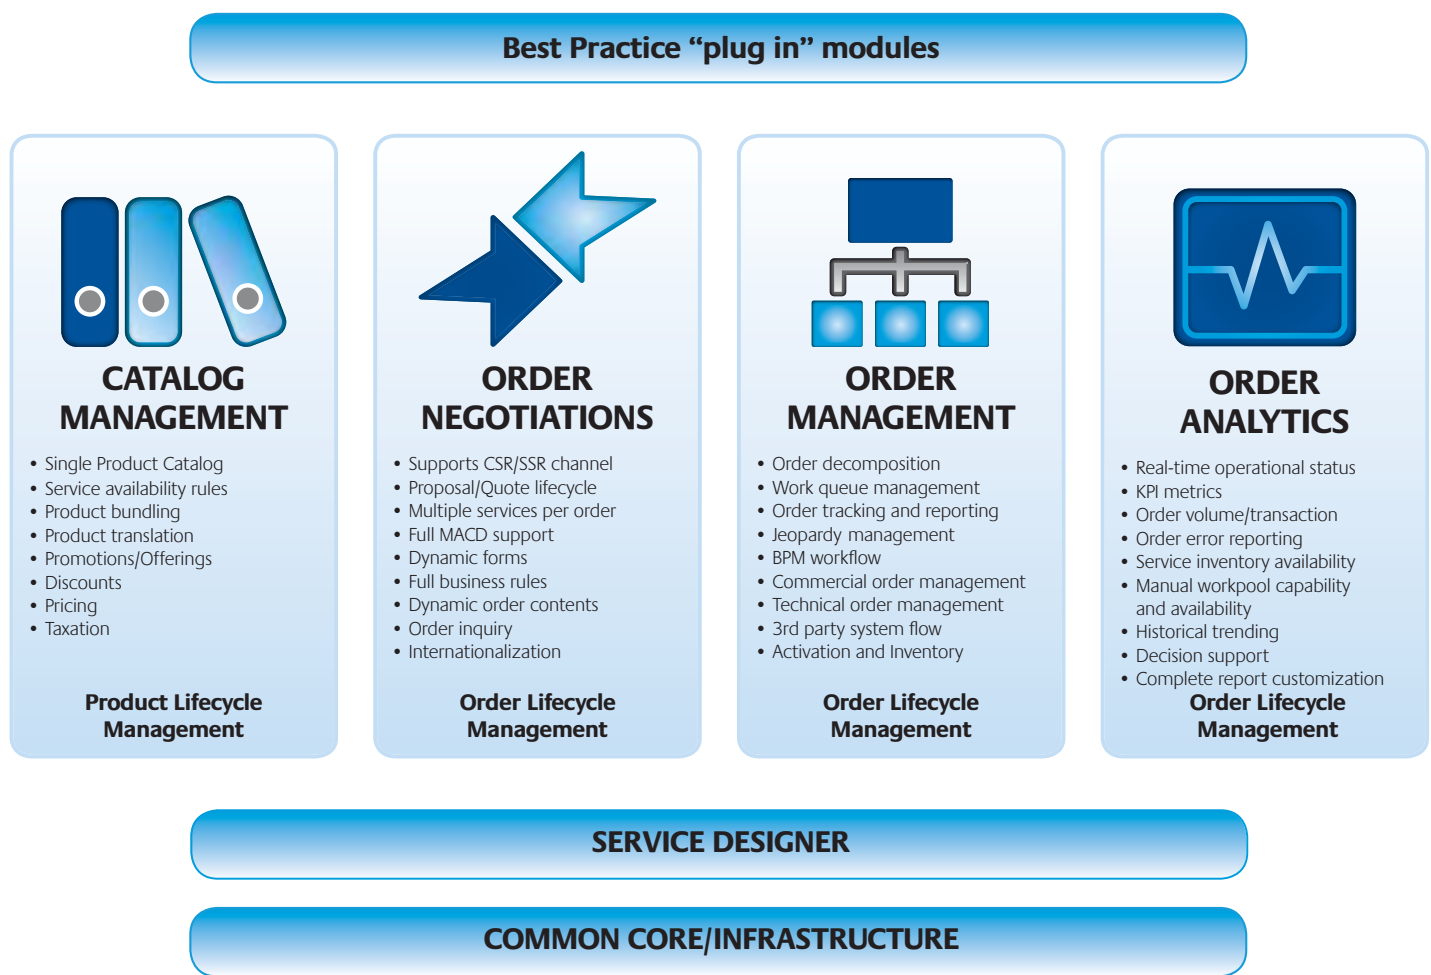 Best Practice “plug in” modules
CATALOG
MANAGEMENT
• Single Product Catalog
• Service availability rules
• Product bundling
• Product translation
• Promotions/Offerings
• Discounts
• Pricing
• Taxation
Product Lifecycle
Management
ORDER
NEGOTIATIONS
• Supports CSR/SSR channel
• Proposal/Quote lifecycle
• Multiple services per order
• Full MACD support
• Dynamic forms
• Full business rules
• Dynamic order contents
• Order inquiry
• Internationalization
Order Lifecycle
Management
ORDER
MANAGEMENT
• Order decomposition
• Work queue management
• Order tracking and reporting
• Jeopardy management
• BPM workflow
• Commercial order management
• Technical order management
• 3rd party system flow
• Activation and Inventory
Order Lifecycle
Management
ORDER
ANALYTICS
• Real-time operational status
• KPI metrics
• Order volume/transaction
• Order error reporting
• Service inventory availability
• Manual workpool capability
and availability
• Historical trending
• Decision support
• Complete report customization
Order Lifecycle
Management
SERVICE DESIGNER
COMMON CORE/INFRASTRUCTURE